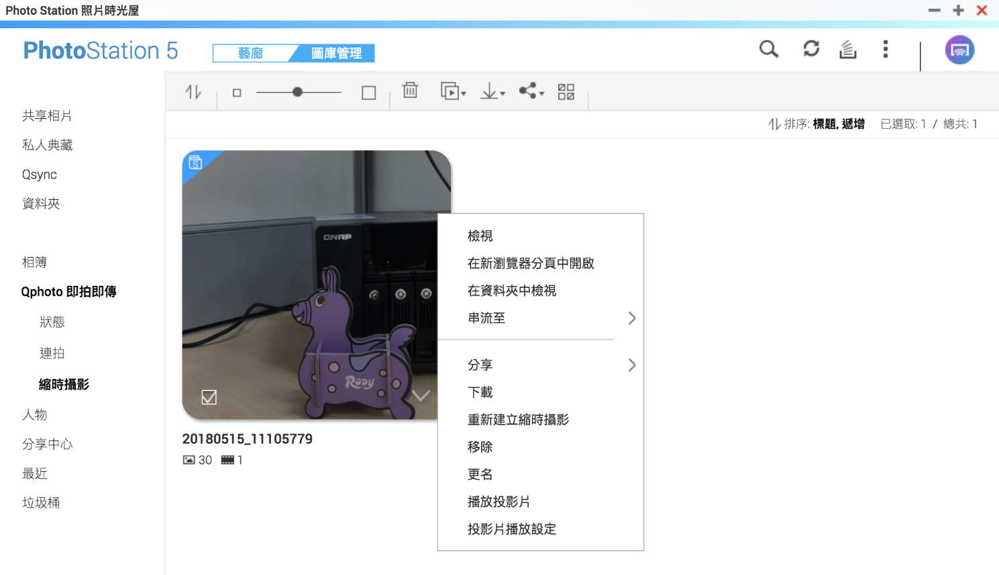 Photo Station 照片時光屋
PhotoStation 5
藝廊
圖庫管理
排序: 標題, 遞增
已選取: 1 / 總共: 1
共享相片
私人典藏
Qsync
資料夾
相簿
Qphoto 即拍即傳
狀態
連拍
縮時攝影
人物
分享中心
最近
垃圾桶
S
QNAP
Rody
20180515_11105779
30
1
檢視
在新瀏覽器分頁中開啟
在資料夾中檢視
串流至
分享
下載
重新建立縮時攝影
移除
更名
播放投影片
投影片播放設定